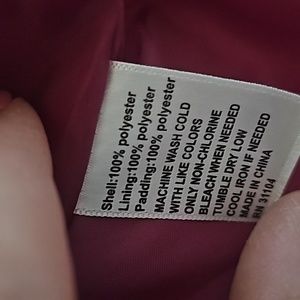 Shell:100% polyester
Lining:100% polyester
Padding:100% polyester
MACHINE WASH COLD
WITH LIKE COLORS
ONLY NON-CHLORINE
BLEACH WHEN NEEDED
TUMBLE DRY LOW
COOL IRON IF NEEDED
MADE IN CHINA
RN 31104